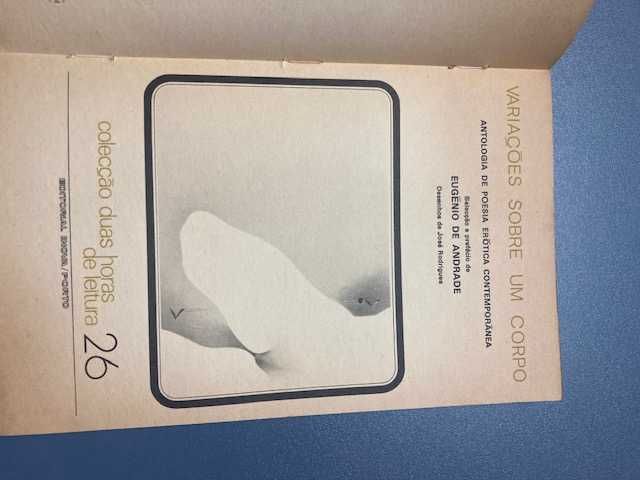 VARIAÇÕES SOBRE UM CORPO
ANTOLOGIA DE POESIA ERÓTICA CONTEMPORÂNEA
Selecção e prefácio de
EUGÉNIO DE ANDRADE
Desenhos de José Rodrigues
colecção duas horas
de leitura 26
EDITORIAL INOVA/PORTO